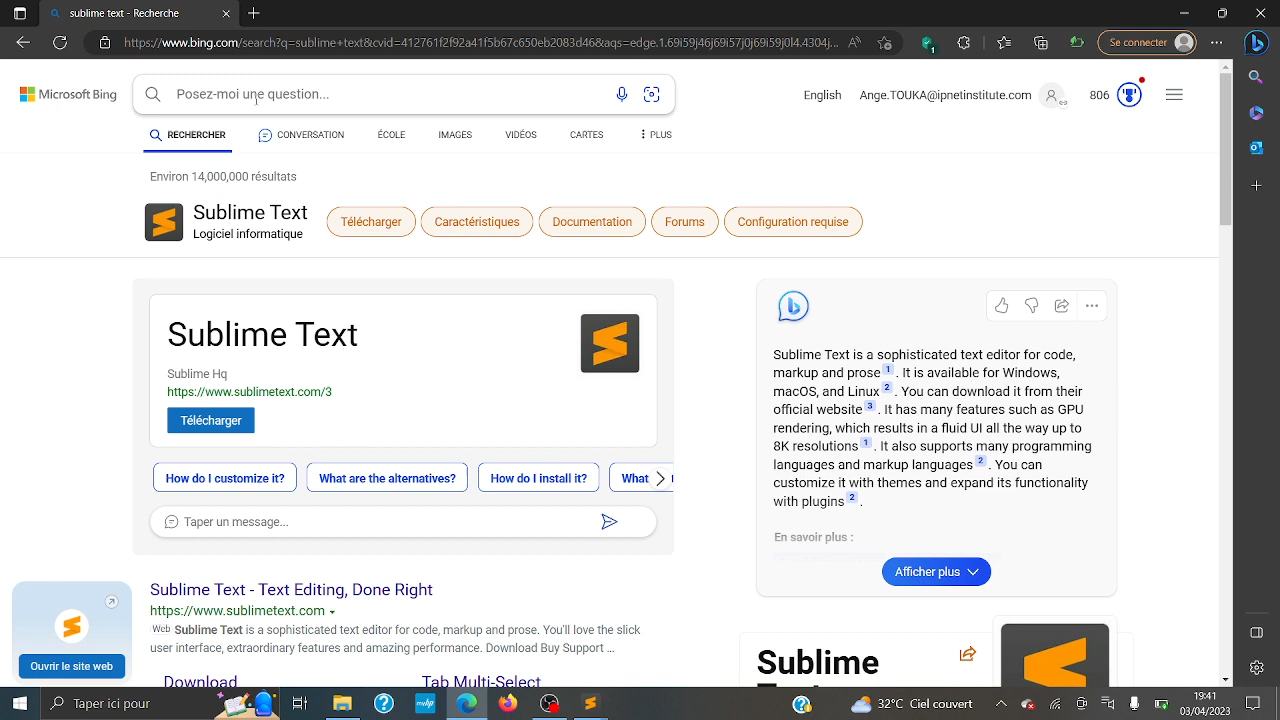 sublime text - Recherche
https://www.bing.com/search?q=sublime+text&cvid=412761f3f62a41f5b67c650eb2083d468&aqs=edge.1.69i59j46j69i57j0j69i59j0l4.4304j...
Se connecter
Microsoft Bing
Posez-moi une question...
English
Ange.TOUKA@ipnetinstitute.com
806
RECHERCHER
CONVERSATION
ÉCOLE
IMAGES
VIDÉOS
CARTES
PLUS
Environ 14,000,000 résultats
Sublime Text
Logiciel informatique
Télécharger
Caractéristiques
Documentation
Forums
Configuration requise
Sublime Text
Sublime Hq
https://www.sublimetext.com/3
Télécharger
How do I customize it?
What are the alternatives?
How do I install it?
What
Taper un message...
Sublime Text is a sophisticated text editor for code,
markup and prose 1 . It is available for Windows,
macOS, and Linux 2 . You can download it from their
official website 3 . It has many features such as GPU
rendering, which results in a fluid UI all the way up to
8K resolutions 1 . It also supports many programming
languages and markup languages 2 . You can
customize it with themes and expand its functionality
with plugins 2 .
En savoir plus :
Afficher plus
Sublime Text - Text Editing, Done Right
https://www.sublimetext.com
Web Sublime Text is a sophisticated text editor for code, markup and prose. You'll love the slick
user interface, extraordinary features and amazing performance. Download Buy Support ...
Download
Tab Multi-Select
Ouvrir le site web
Sublime
Taper ici pour
32°C Ciel couvert
19:41
03/04/2023